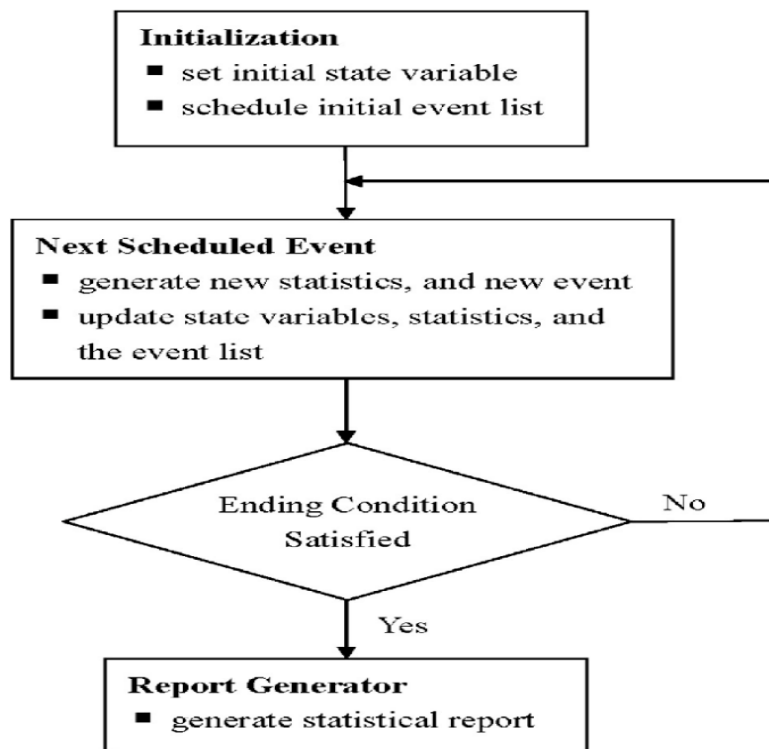 Initialization
▪ set initial state variable
▪ schedule initial event list
Next Scheduled Event
▪ generate new statistics, and new event
▪ update state variables, statistics, and
the event list
Ending Condition
Satisfied
No
Yes
Report Generator
▪ generate statistical report